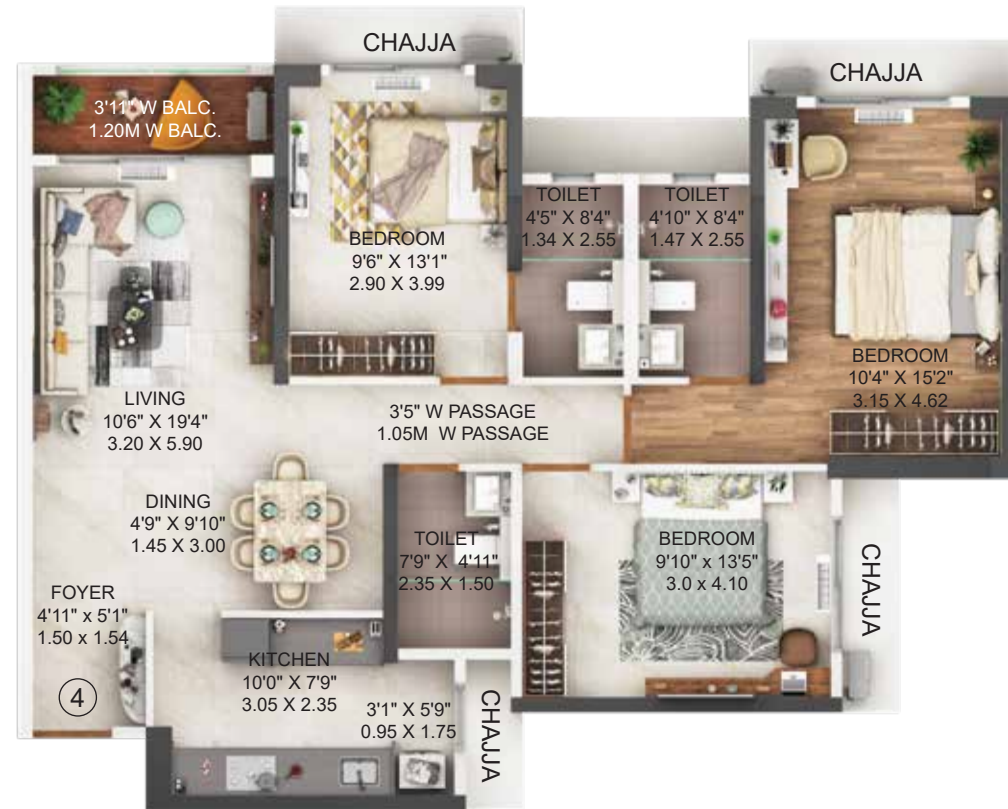 CHAJJA
CHAJJA
3'11" W BALC.
1.20M W BALC.
BEDROOM
9'6" X 13'1"
2.90 X 3.99
TOILET
4'5" X 8'4"
1.34 X 2.55
TOILET
4'10" X 8'4"
1.47 X 2.55
BEDROOM
10'4" X 15'2"
3.15 X 4.62
LIVING
10'6" X 19'4"
3.20 X 5.90
3'5" W PASSAGE
1.05M W PASSAGE
DINING
4'9" X 9'10"
1.45 X 3.00
TOILET
7'9" X 4'11"
2.35 X 1.50
BEDROOM
9'10" x 13'5"
3.0 x 4.10
CHAJJA
FOYER
4'11" x 5'1"
1.50 x 1.54
4
KITCHEN
10'0" X 7'9"
3.05 X 2.35
3'1" X 5'9"
0.95 X 1.75
CHAJJA